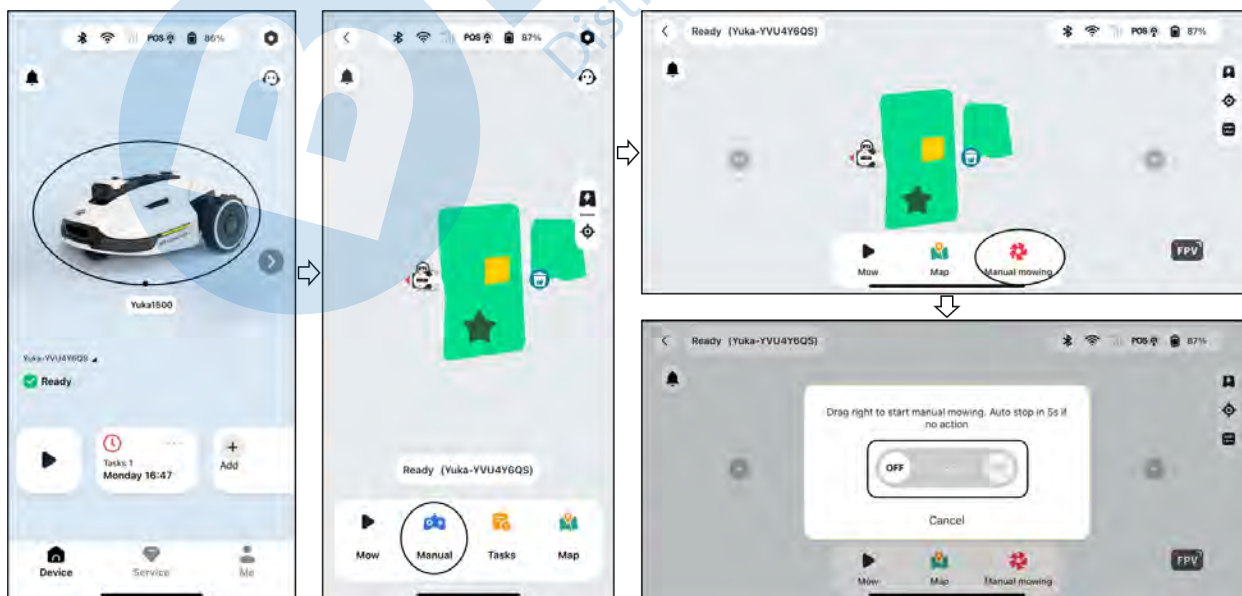 POS 86%
Yuka1500
Yuka-YVU4Y6QS
Ready
Tasks 1
Monday 16:47
Add
Device
Service
Me
POS 87%
Ready (Yuka-YVU4Y6QS)
Mow
Manual
Tasks
Map
Ready (Yuka-YVU4Y6QS)
POS 87%
Mow
Map
Manual mowing
FPV
Ready (Yuka-YVU4Y6QS)
POS 87%
Drag right to start manual mowing. Auto stop in 5s if
no action
OFF
Cancel
Mow
Map
Manual mowing
FPV